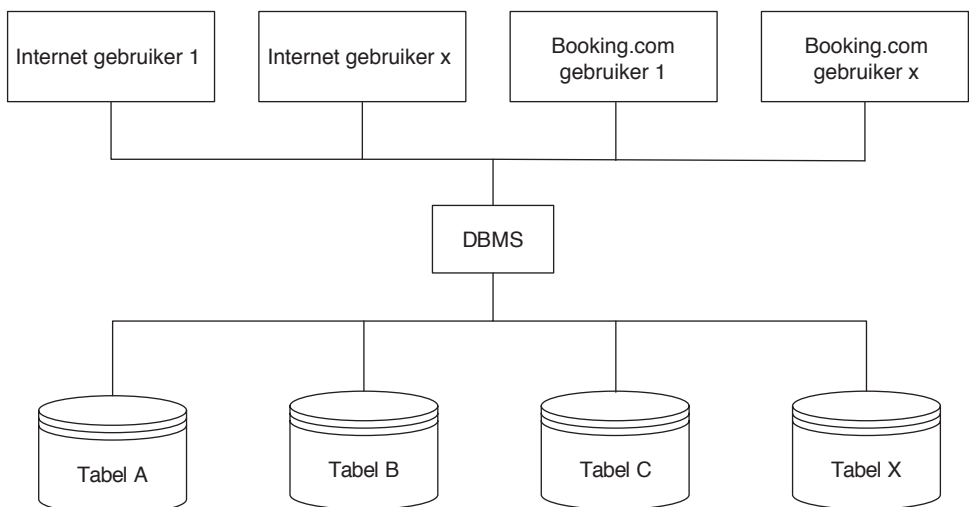 Internet gebruiker 1
Internet gebruiker x
Booking.com
gebruiker 1
Booking.com
gebruiker x
DBMS
Tabel A
Tabel B
Tabel C
Tabel X